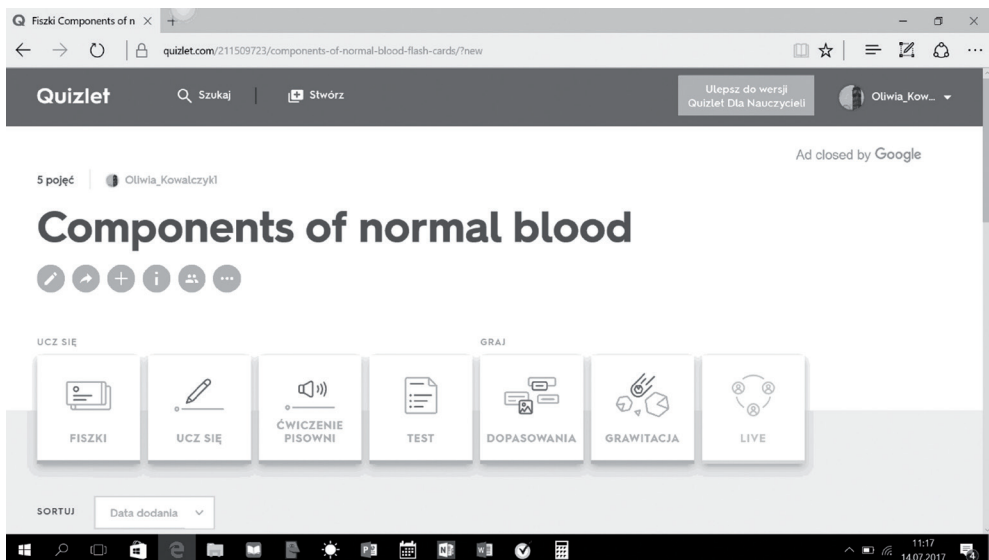 Fiszki Components of n
quizlet.com/211509723/components-of-normal-blood-flash-cards/?new
Quizlet Szukaj Stwórz Ulepsz do wersji
Quizlet Dla Nauczycieli Oliwia_Kow...
Ad closed by Google
5 pojęć Oliwia_Kowalczyk1
Components of normal blood
UCZ SIĘ GRAJ
FISZKI UCZ SIĘ ĆWICZENIE
PISOWNI TEST DOPASOWANIA GRAWITACJA LIVE
SORTUJ Data dodania
11:17
14.07.2017